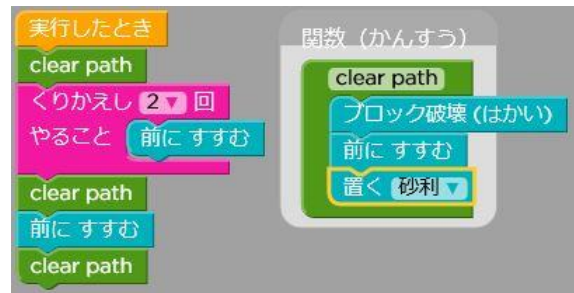 実行したとき
clear path
くりかえし 2 回
やること 前に すすむ
clear path
前に すすむ
clear path
関数 (かんすう)
clear path
ブロック破壊 (はかい)
前に すすむ
置く 砂利